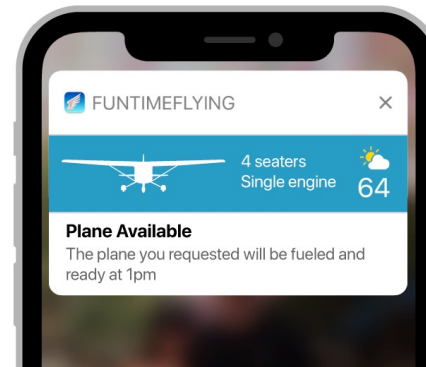 FUNTIMEFLYING
4 seaters
Single engine
64
Plane Available
The plane you requested will be fueled and
ready at 1pm